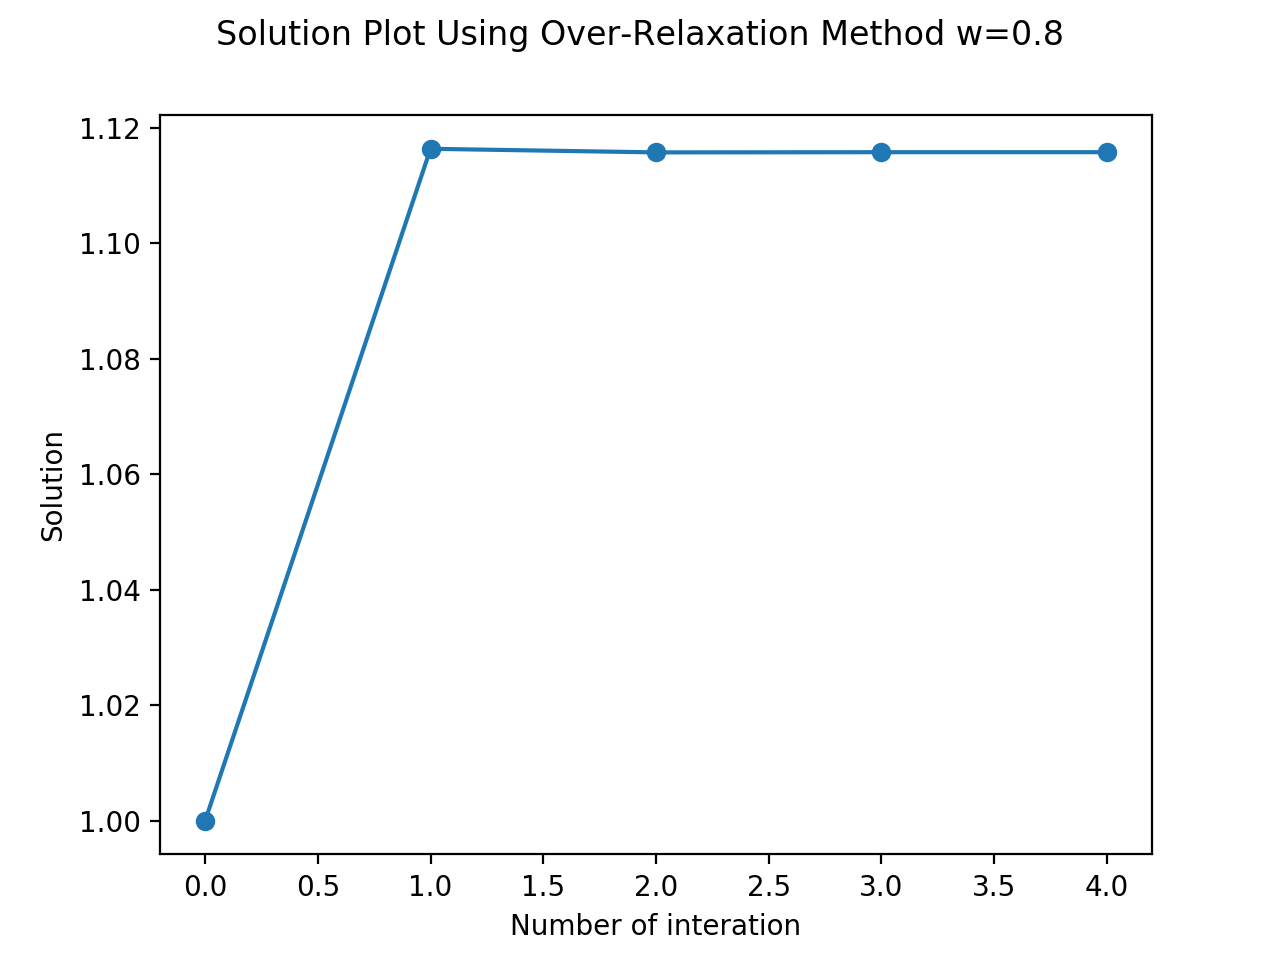 Solution Plot Using Over-Relaxation Method w=0.8
1.12
1.10
1.08
1.06
1.04
1.02
1.00
Solution
0.0 0.5 1.0 1.5 2.0 2.5 3.0 3.5 4.0
Number of interation